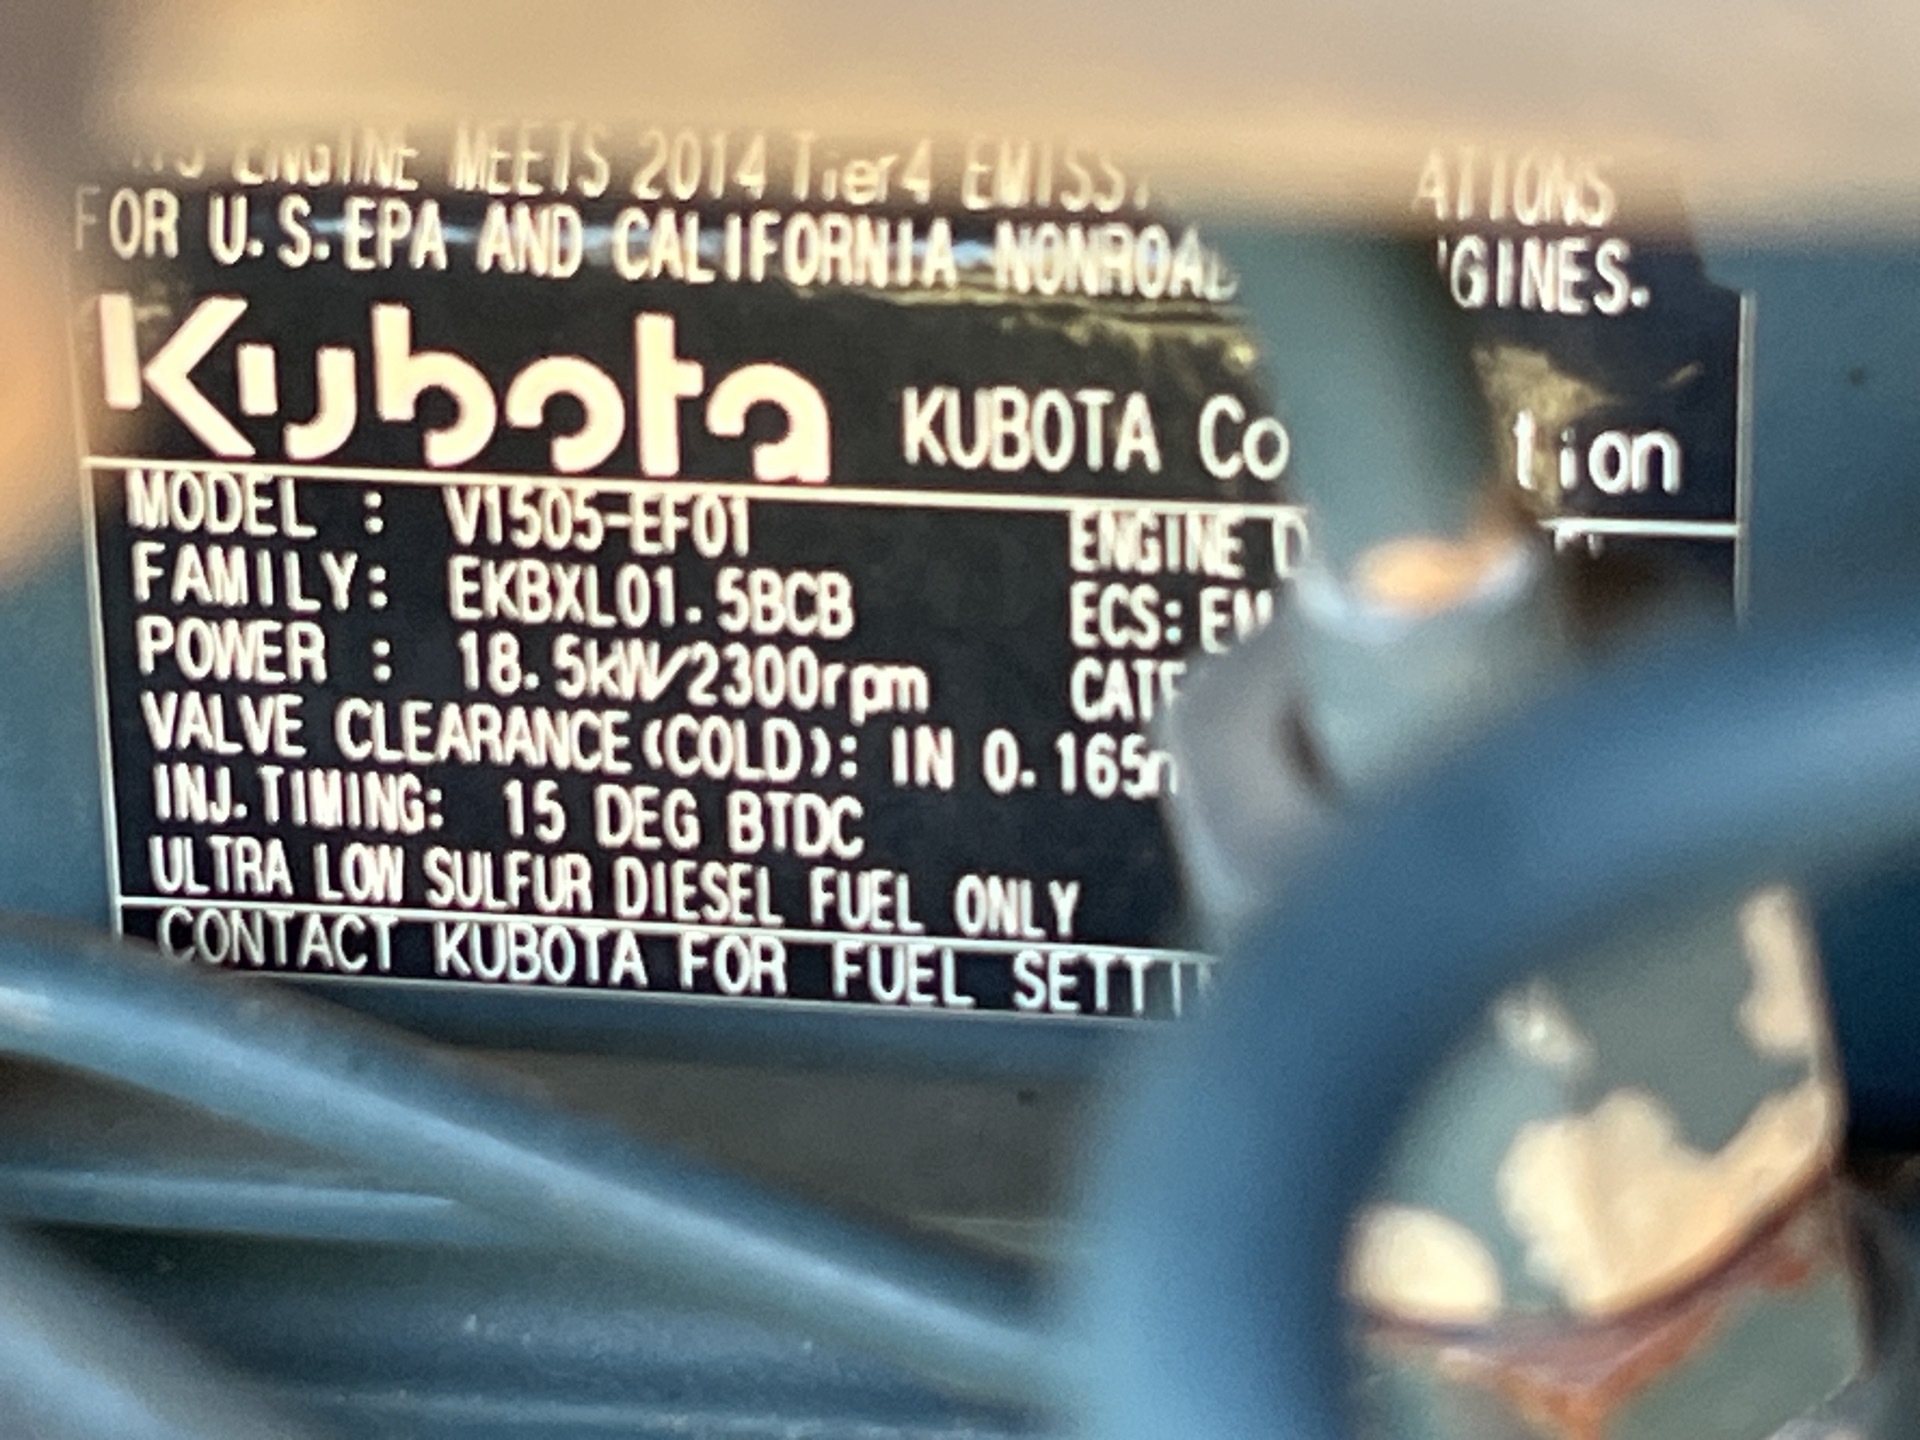 ENGINE MEETS 2014 Tier4
FOR U.S. EPA AND CALIFORNIA
Kubota KUBOTA
MODEL : V1505-EF01 ENGINE
FAMILY: EKBXL01.5BCB ECS:
POWER : 18.5kW/2300rpm
VALVE CLEARANCE(COLD): IN 0.165
INJ.TIMING: 15 DEG BTDC
ULTRA LOW SULFUR DIESEL FUEL ONLY
CONTACT KUBOTA FOR FUEL